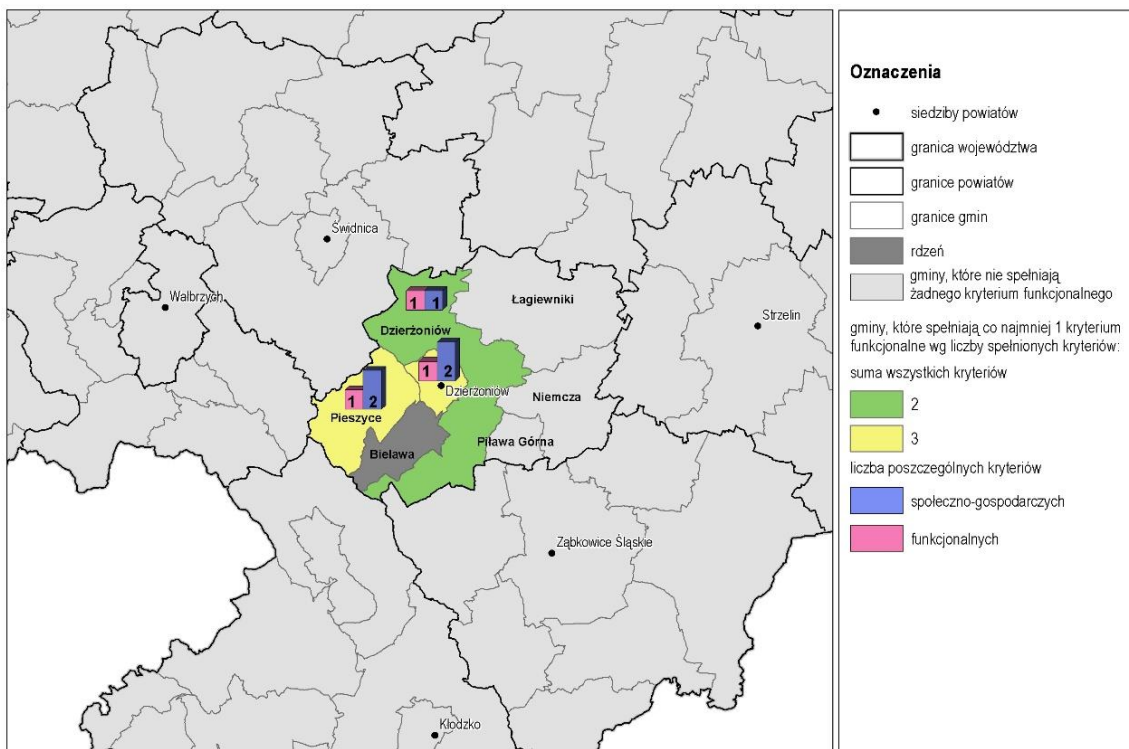 Świdnica
Wałbrzych
Łagiewniki
Strzelin
1 1
Dzierżoniów
1 2
Dzierżoniów
1 2
Pieszyce
Niemcza
Piława Górna
Bielawa
Ząbkowice Śląskie
Kłodzko
Oznaczenia
siedziby powiatów
granica województwa
granice powiatów
granice gmin
rdzeń
gminy, które nie spełniają
żadnego kryterium funkcjonalnego
gminy, które spełniają co najmniej 1 kryterium
funkcjonalne wg liczby spełnionych kryteriów:
suma wszystkich kryteriów
2
3
liczba poszczególnych kryteriów
społeczno-gospodarczych
funkcjonalnych